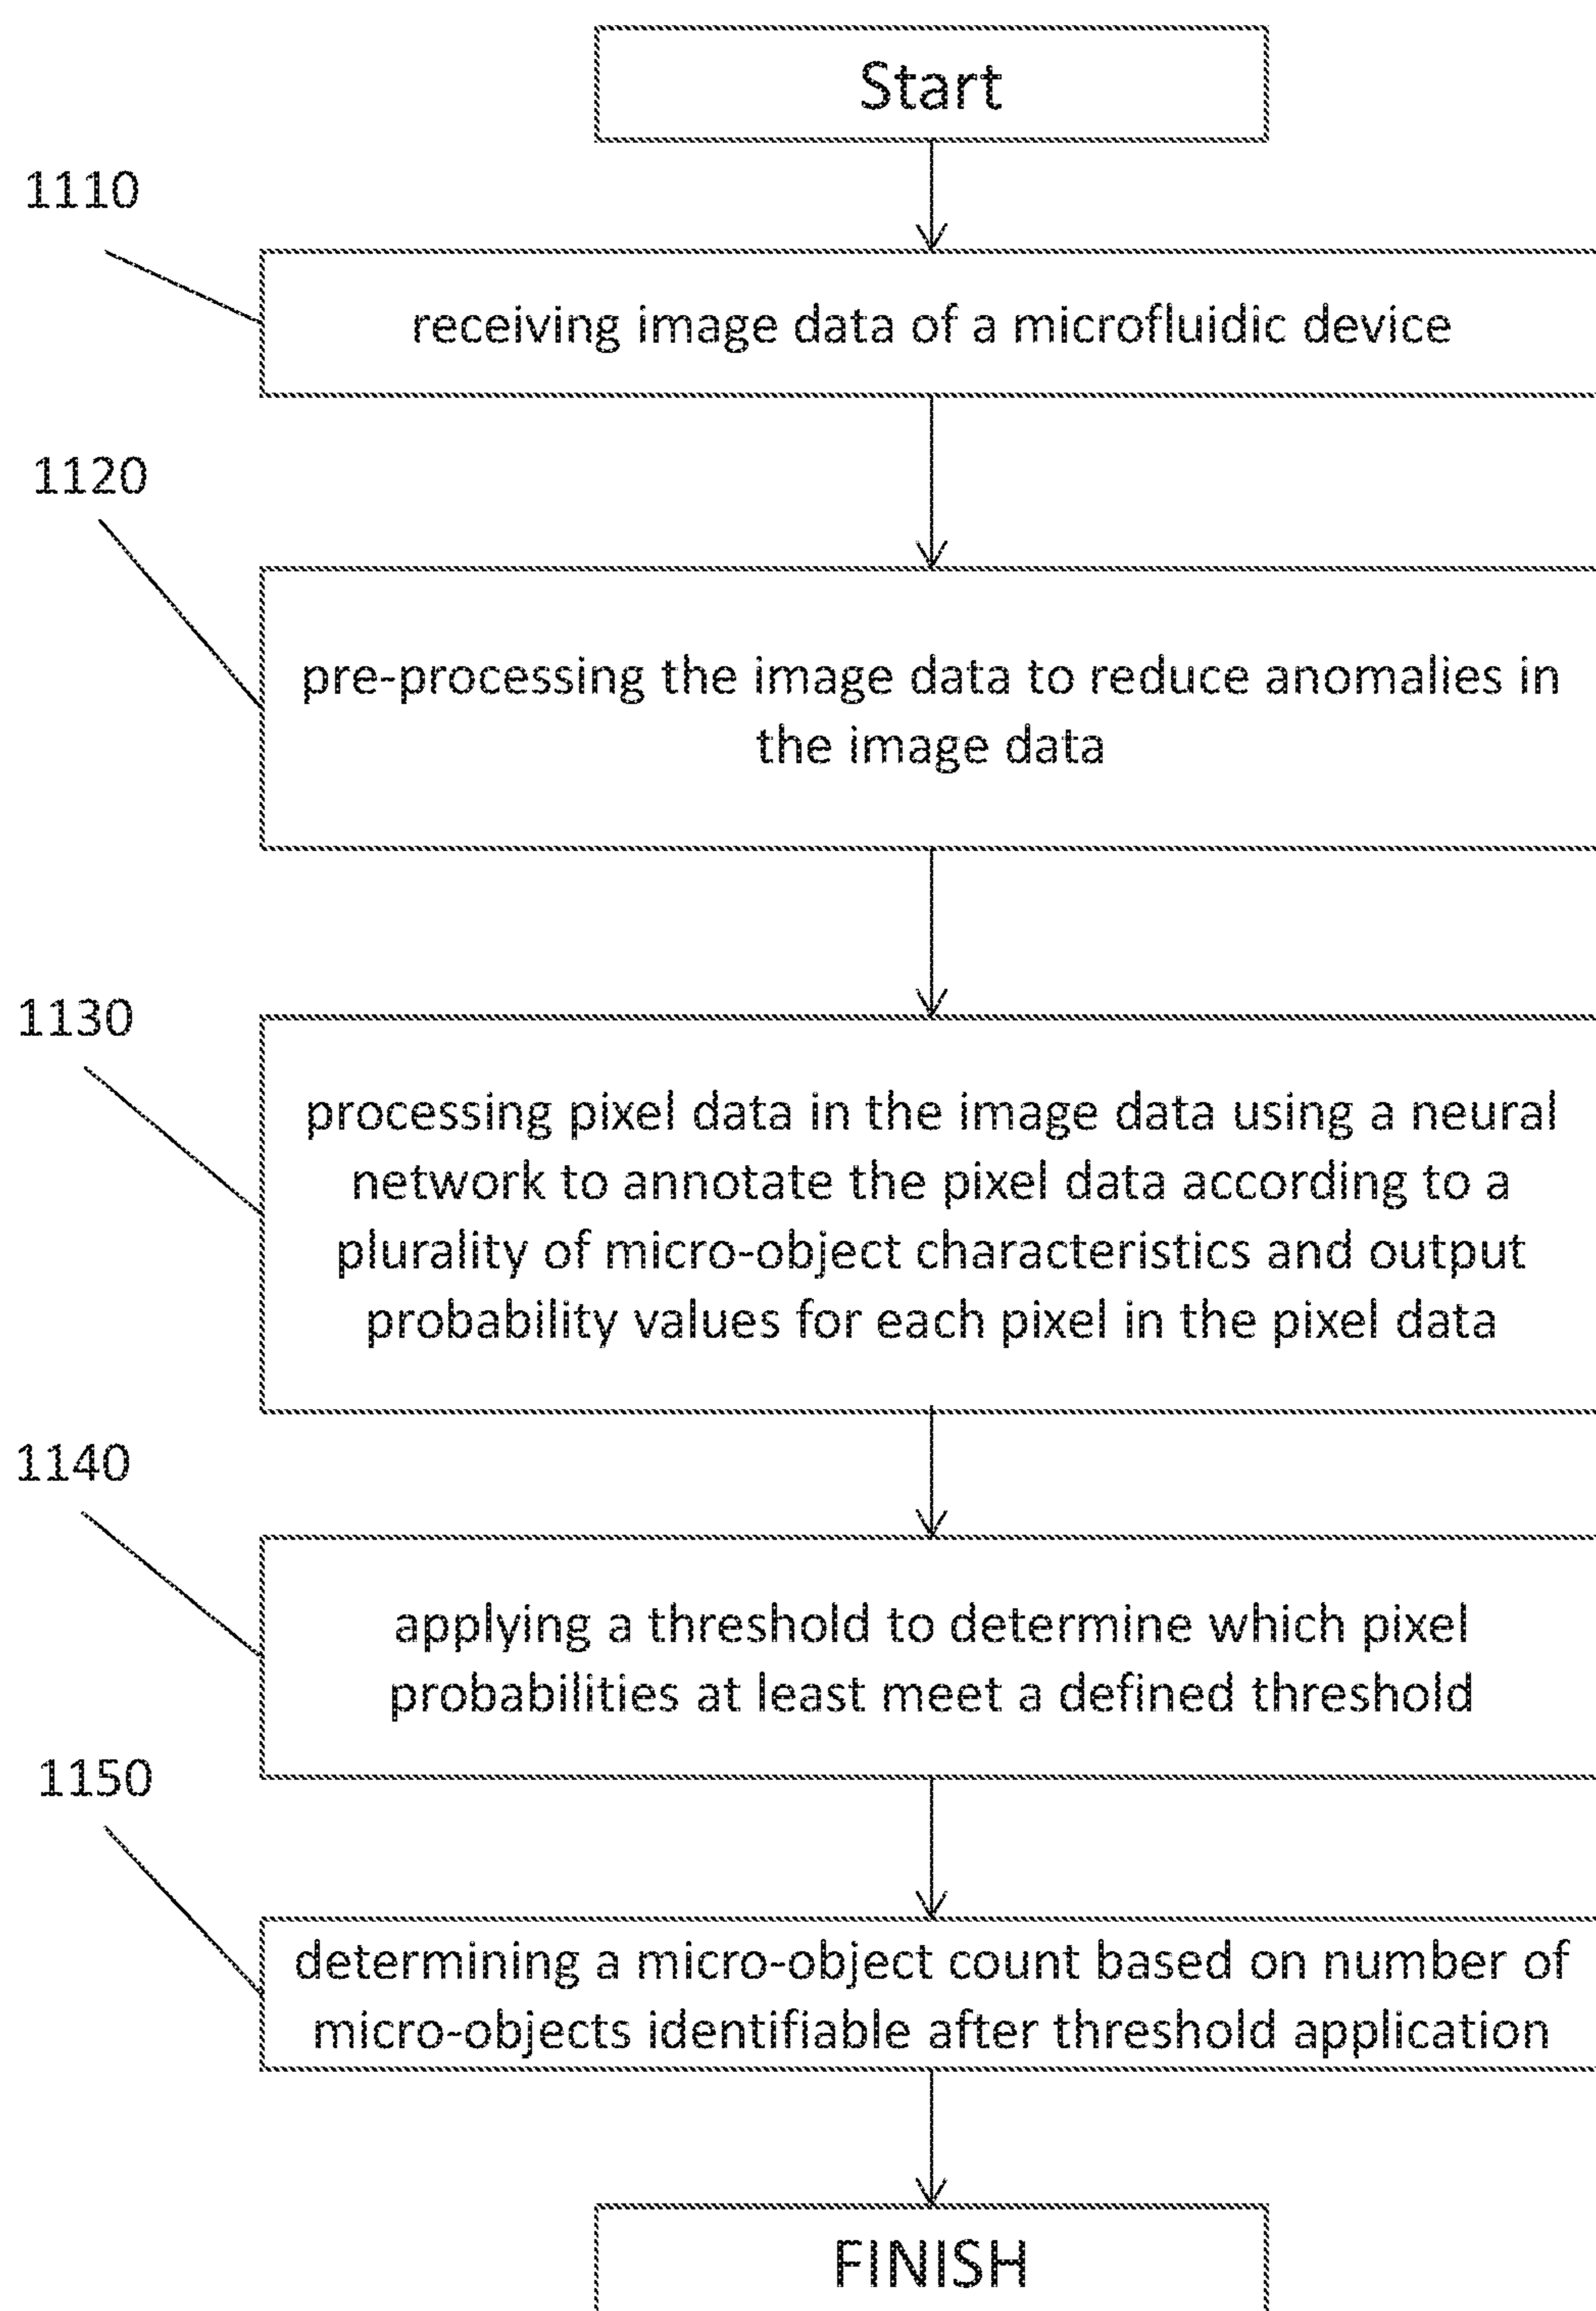 Start
1110
receiving image data of a microfluidic device
1120
pre-processing the image data to reduce anomalies in
the image data
1130
processing pixel data in the image data using a neural
network to annotate the pixel data according to a
plurality of micro-object characteristics and output
probability values for each pixel in the pixel data
1140
applying a threshold to determine which pixel
probabilities at least meet a defined threshold
1150
determining a micro-object count based on number of
micro-objects identifiable after threshold application
FINISH